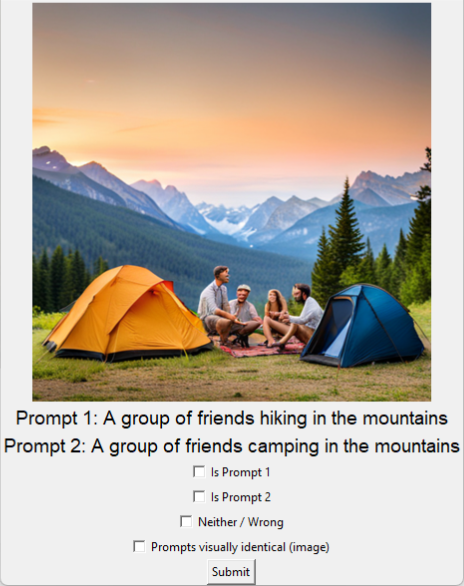 Prompt 1: A group of friends hiking in the mountains
Prompt 2: A group of friends camping in the mountains
Is Prompt 1
Is Prompt 2
Neither / Wrong
Prompts visually identical (image)
Submit